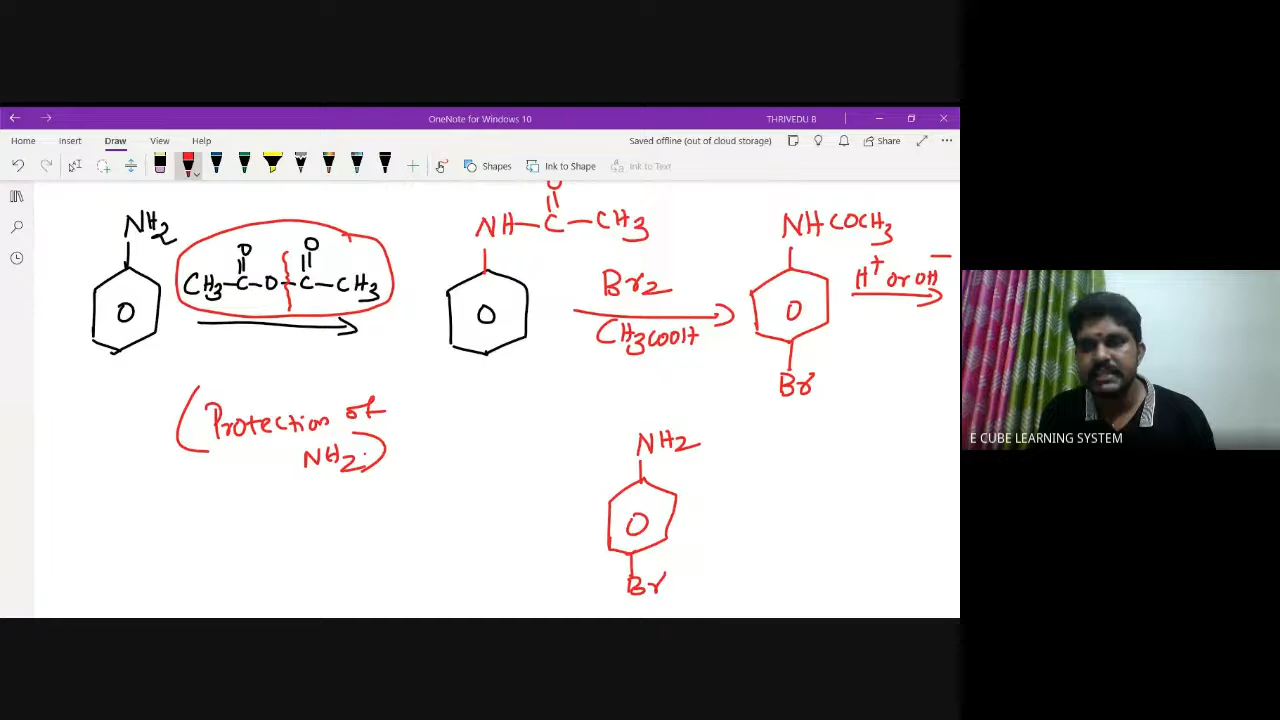 OneNote for Windows 10
THRIVEDU B
Home Insert Draw View Help
Saved offline (out of cloud storage)
Share
Shapes
Ink to Shape
Ink to Text
NH2
CH3-C-O-C-CH3
O
O
O
(Protection of
NH2.)
O
NH-C-CH3
O
Br2
CH3COOH
NHCOCH3
O
Br
H+ or OH-
NH2
O
Br
E CUBE LEARNING SYSTEM